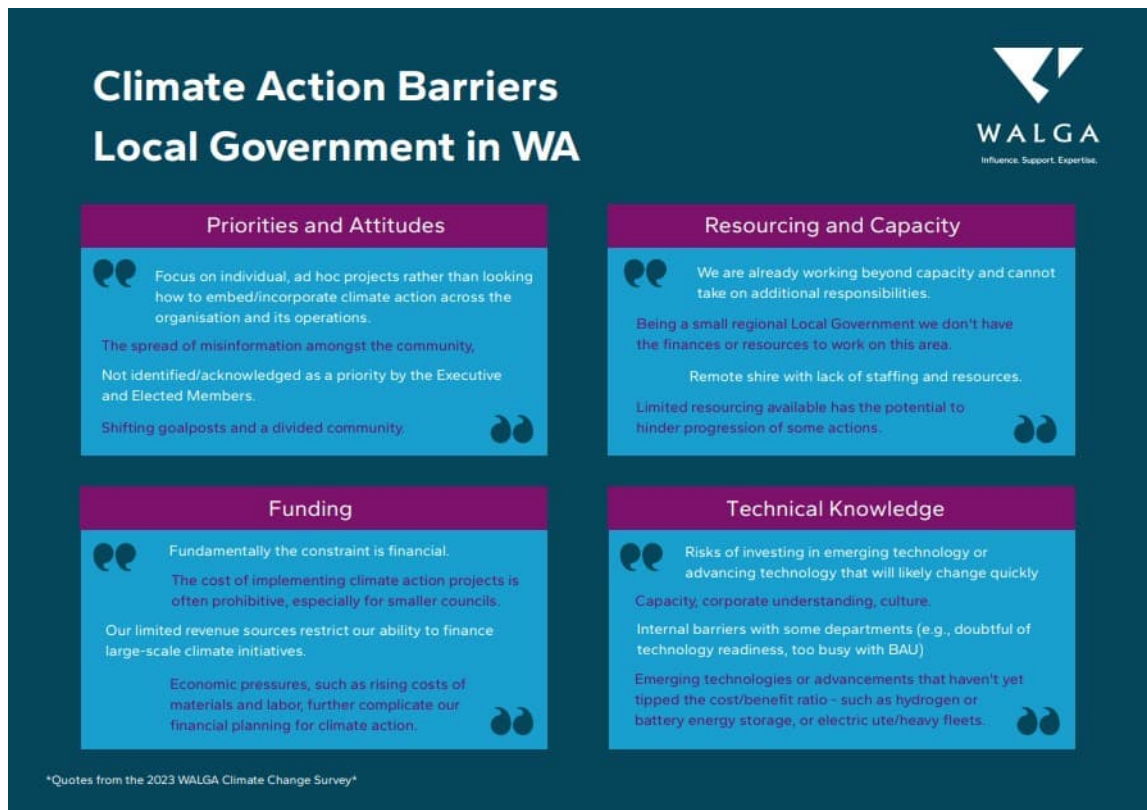 Climate Action Barriers
Local Government in WA
WALGA
Influence. Support. Expertise.
Priorities and Attitudes
Focus on individual, ad hoc projects rather than looking
how to embed/incorporate climate action across the
organisation and its operations.
The spread of misinformation amongst the community,
Not identified/acknowledged as a priority by the Executive
and Elected Members.
Shifting goalposts and a divided community.
Resourcing and Capacity
We are already working beyond capacity and cannot
take on additional responsibilities.
Being a small regional Local Government we don't have
the finances or resources to work on this area.
Remote shire with lack of staffing and resources.
Limited resourcing available has the potential to
hinder progression of some actions.
Funding
Fundamentally the constraint is financial.
The cost of implementing climate action projects is
often prohibitive, especially for smaller councils.
Our limited revenue sources restrict our ability to finance
large-scale climate initiatives.
Economic pressures, such as rising costs of
materials and labor, further complicate our
financial planning for climate action.
Technical Knowledge
Risks of investing in emerging technology or
advancing technology that will likely change quickly
Capacity, corporate understanding, culture.
Internal barriers with some departments (e.g., doubtful of
technology readiness, too busy with BAU)
Emerging technologies or advancements that haven't yet
tipped the cost/benefit ratio - such as hydrogen or
battery energy storage, or electric ute/heavy fleets.
*Quotes from the 2023 WALGA Climate Change Survey*